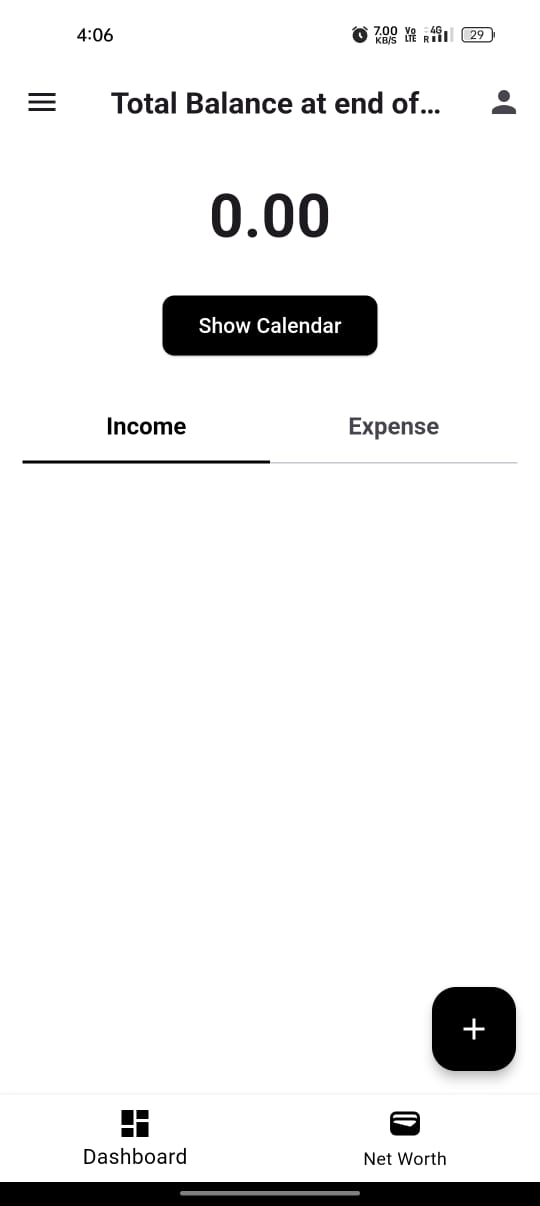 4:06
7.00
KB/S
Vo
LTE
4G
R
29
Total Balance at end of...
0.00
Show Calendar
Income Expense
Dashboard Net Worth